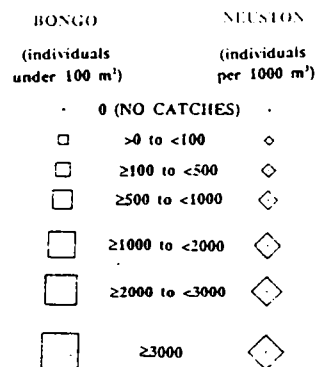 BONGO NEUSTON
(individuals (individuals
under 100 m²) per 1000 m³)
0 (NO CATCHES)
>0 to <100
≥100 to <500
≥500 to <1000
≥1000 to <2000
≥2000 to <3000
≥3000